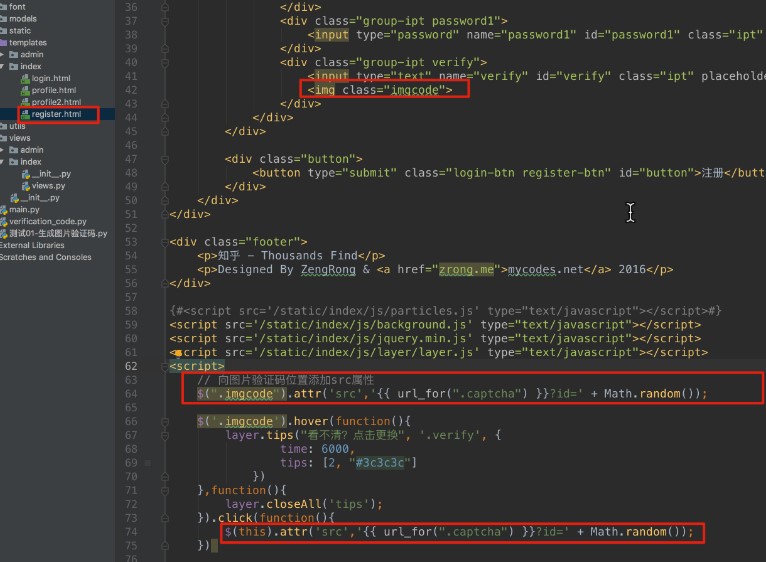 font
models
static
templates
admin
index
login.html
profile.html
profile2.html
register.html
utils
views
admin
index
__init__.py
views.py
__init__.py
main.py
verification_code.py
测试01-生成图片验证码.py
External Libraries
Scratches and Consoles
36 </div>
37 <div class="group-ipt password1">
38 <input type="password" name="password1" id="password1" class="ipt"
39 </div>
40 <div class="group-ipt verify">
41 <input type="text" name="verify" id="verify" class="ipt" placeholde
42 <img class="imgcode">
43 </div>
44 </div>
45 </div>
46
47 <div class="button">
48 <button type="submit" class="login-btn register-btn" id="button">注册</butt
49 </div>
50 </div>
51 </div>
52
53 <div class="footer">
54 <p>知乎 - Thousands Find</p>
55 <p>Designed By ZengRong & <a href="zrong.me">mycodes.net</a> 2016</p>
56 </div>
57
58 {#<script src='/static/index/js/particles.js' type="text/javascript"></script>#}
59 <script src='/static/index/js/background.js' type="text/javascript"></script>
60 <script src='/static/index/js/jquery.min.js' type="text/javascript"></script>
61 <script src='/static/index/js/layer/layer.js' type="text/javascript"></script>
62 <script>
63 // 向图片验证码位置添加src属性
64 $(".imgcode").attr('src','{{ url_for(".captcha") }}?id=' + Math.random());
65
66 $('.imgcode').hover(function(){
67 layer.tips("看不清？点击更换", '.verify', {
68 time: 6000,
69 tips: [2, "#3c3c3c"]
70 })
71 },function(){
72 layer.closeAll('tips');
73 }).click(function(){
74 $(this).attr('src','{{ url_for(".captcha") }}?id=' + Math.random());
75 })
76